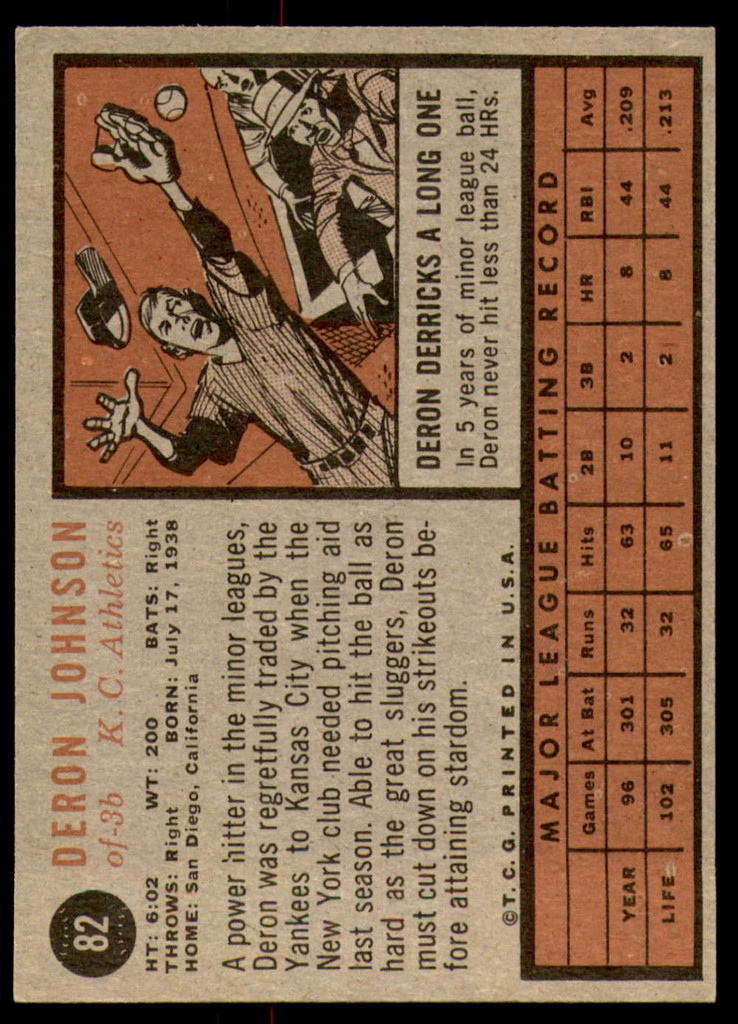 82
DERON JOHNSON
of-3b K. C. Athletics
HT: 6:02 WT: 200 BATS: Right
THROWS: Right BORN: July 17, 1938
HOME: San Diego, California
A power hitter in the minor leagues,
Deron was regretfully traded by the
Yankees to Kansas City when the
New York club needed pitching aid
last season. Able to hit the ball as
hard as the great sluggers, Deron
must cut down on his strikeouts be-
fore attaining stardom.
©T. C. G. PRINTED IN U.S.A.
DERON DERRICKS A LONG ONE
In 5 years of minor league ball,
Deron never hit less than 24 HRs.
MAJOR LEAGUE BATTING RECORD
Games At Bat Runs Hits 2B 3B HR RBI Avg
YEAR 96 301 32 63 10 2 8 44 .209
LIFE 102 305 32 65 11 2 8 44 .213